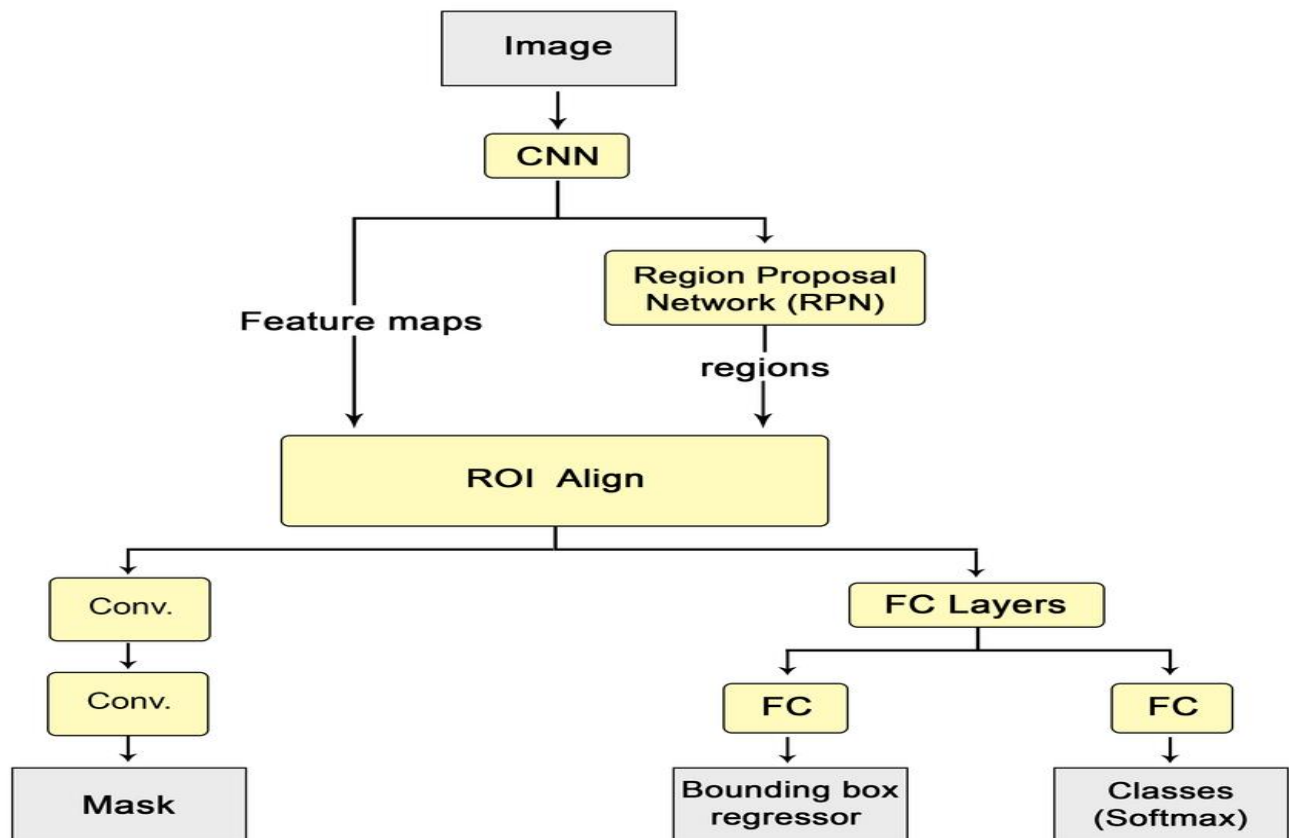 Image
CNN
Region Proposal
Network (RPN)
Feature maps
regions
ROI Align
Conv.
FC Layers
Conv.
FC
FC
Mask
Bounding box
regressor
Classes
(Softmax)